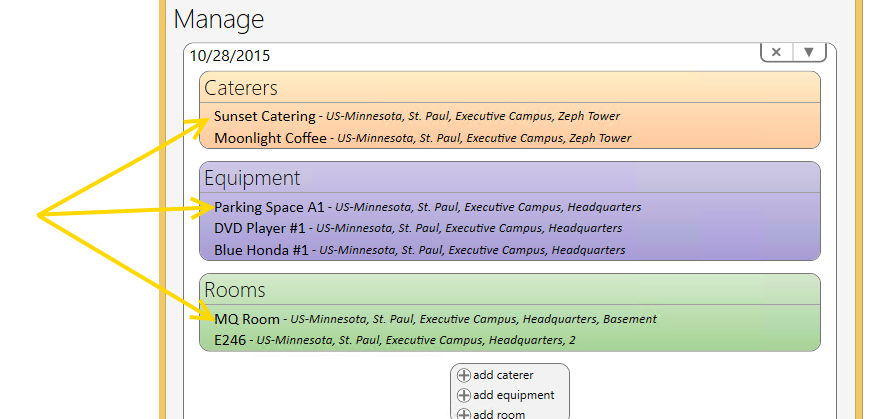 Manage
10/28/2015
Caterers
Sunset Catering - US-Minnesota, St. Paul, Executive Campus, Zeph Tower
Moonlight Coffee - US-Minnesota, St. Paul, Executive Campus, Zeph Tower
Equipment
Parking Space A1 - US-Minnesota, St. Paul, Executive Campus, Headquarters
DVD Player #1 - US-Minnesota, St. Paul, Executive Campus, Headquarters
Blue Honda #1 - US-Minnesota, St. Paul, Executive Campus, Headquarters
Rooms
MQ Room - US-Minnesota, St. Paul, Executive Campus, Headquarters, Basement
E246 - US-Minnesota, St. Paul, Executive Campus, Headquarters, 2
add caterer
add equipment
add room